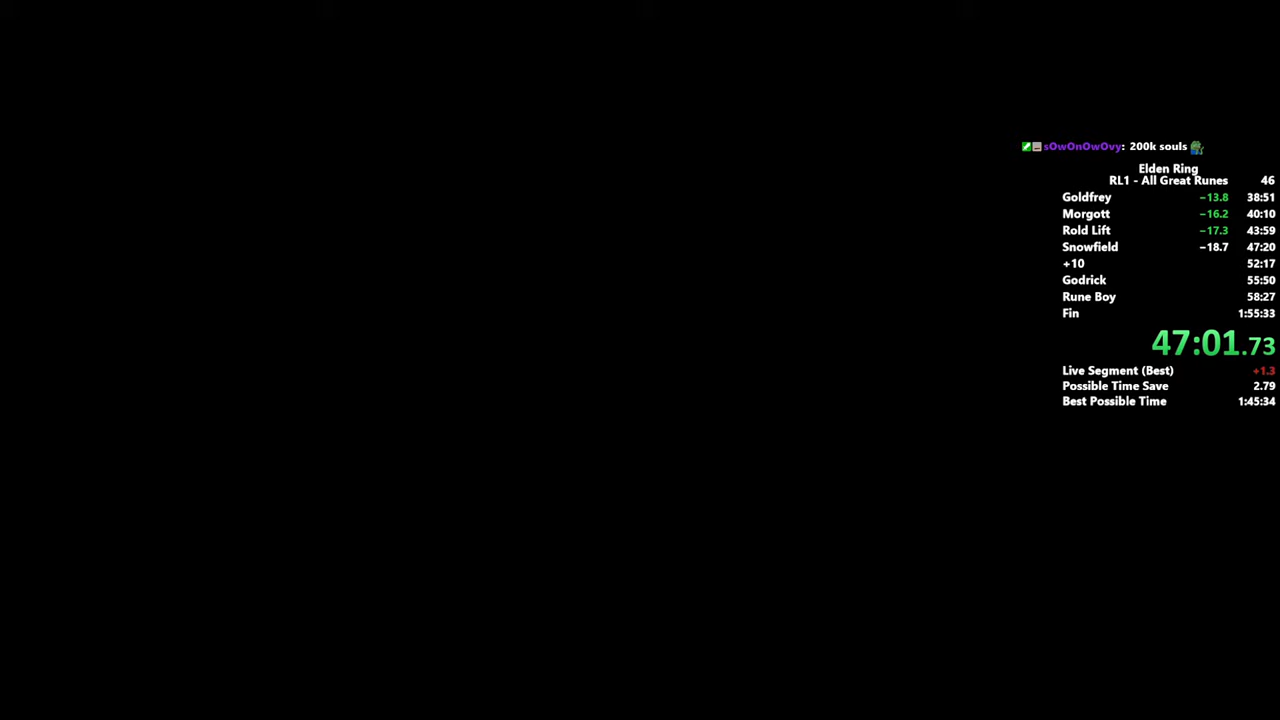 sOwOnOwOvy: 200k souls
Elden Ring
RL1 - All Great Runes 46
Goldfrey −13.8 38:51
Morgott −16.2 40:10
Rold Lift −17.3 43:59
Snowfield −18.7 47:20
+10 52:17
Godrick 55:50
Rune Boy 58:27
Fin 1:55:33
47:01.73
Live Segment (Best) +1.3
Possible Time Save 2.79
Best Possible Time 1:45:34